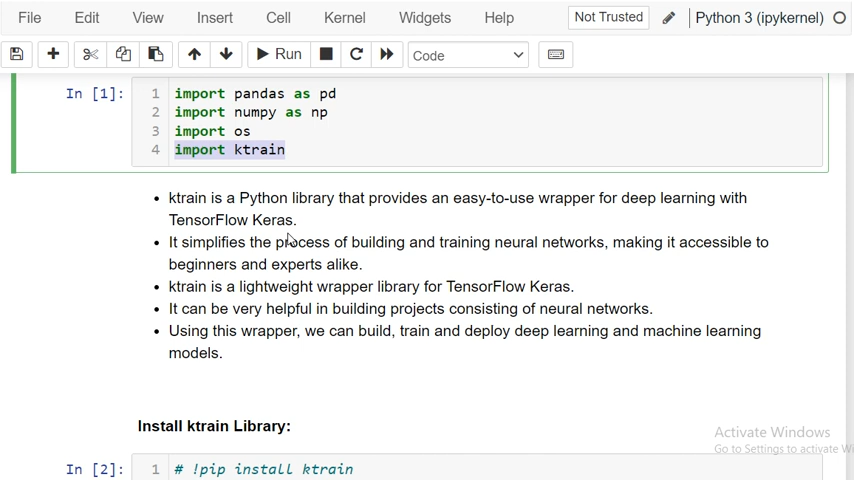 File Edit View Insert Cell Kernel Widgets Help Not Trusted Python 3 (ipykernel)
Run Code
In [1]: 1 import pandas as pd
2 import numpy as np
3 import os
4 import ktrain
• ktrain is a Python library that provides an easy-to-use wrapper for deep learning with
TensorFlow Keras.
• It simplifies the process of building and training neural networks, making it accessible to
beginners and experts alike.
• ktrain is a lightweight wrapper library for TensorFlow Keras.
• It can be very helpful in building projects consisting of neural networks.
• Using this wrapper, we can build, train and deploy deep learning and machine learning
models.
Install ktrain Library:
Activate Windows
Go to Settings to activate Wi
In [2]: 1 # !pip install ktrain